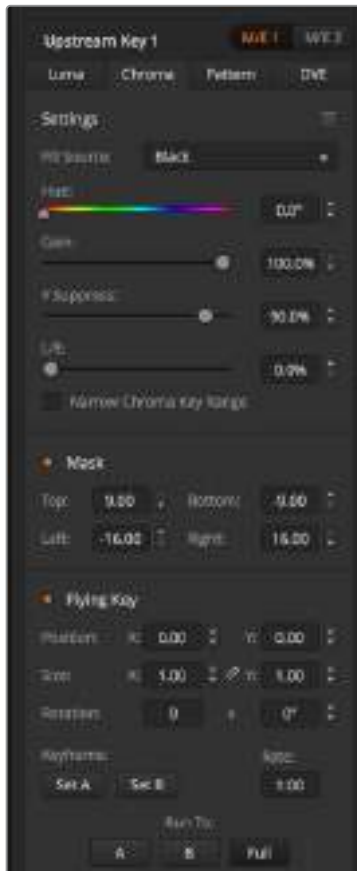 Upstream Key 1 M/E 1 M/E 2
Luma Chroma Pattern DVE
Settings
Fill Source: Black
Hue: 0.0°
Gain: 100.0%
Y Suppress: 90.0%
Lift: 0.0%
Narrow Chroma Key Range
Mask
Top: 9.00 Bottom: -9.00
Left: -16.00 Right: 16.00
Flying Key
Position: X: 0.00 Y: 0.00
Size: X: 1.00 Y: 1.00
Rotation: 0 x 0°
Keyframe: Rate:
Set A Set B 1:00
Run To:
A B Full